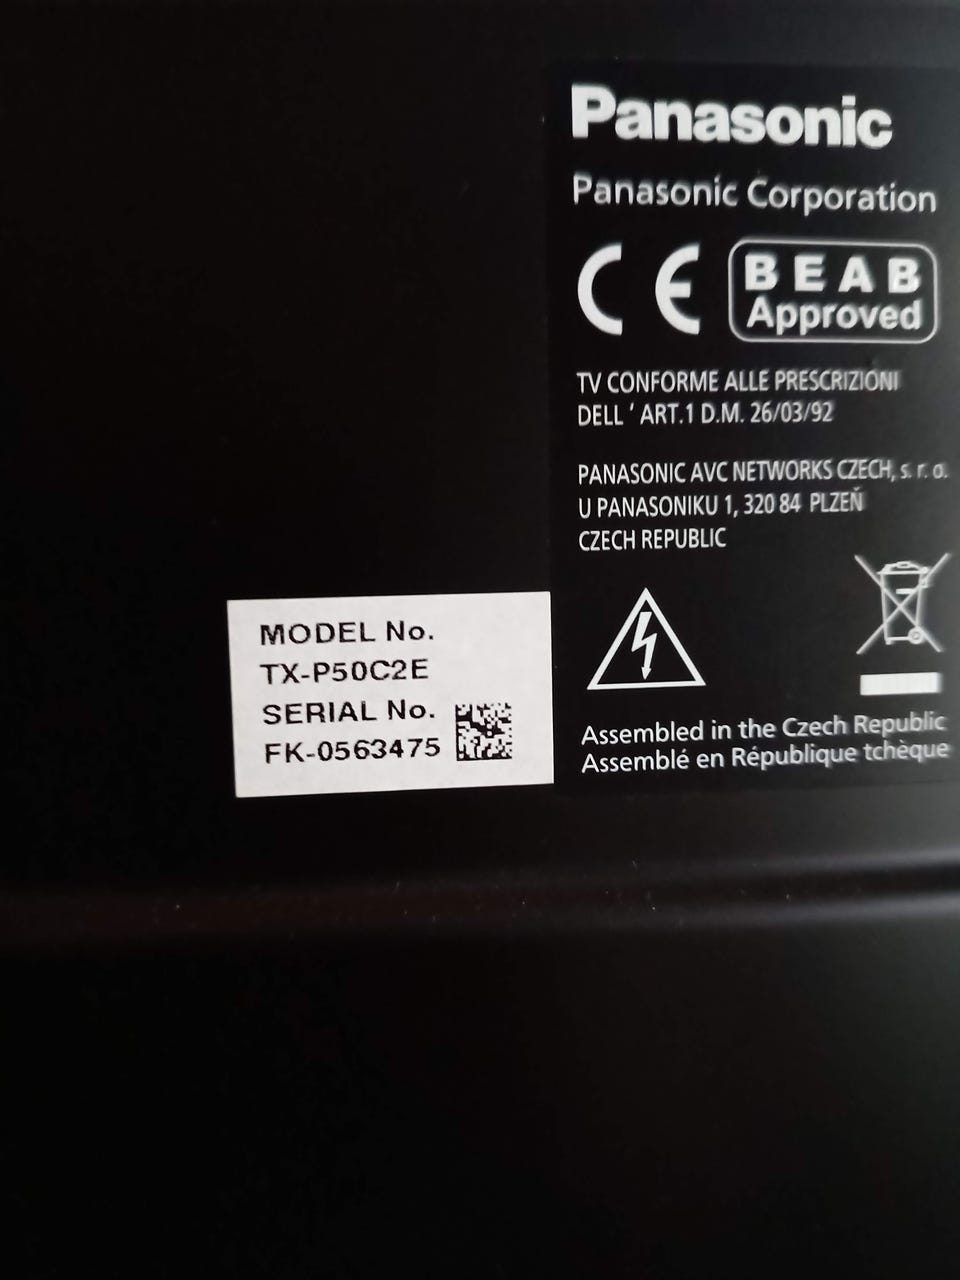 Panasonic
Panasonic Corporation
CE
BEAB
Approved
TV CONFORME ALLE PRESCRIZIONI
DELL ' ART.1 D.M. 26/03/92
PANASONIC AVC NETWORKS CZECH, s. r. o.
U PANASONIKU 1, 320 84 PLZEŇ
CZECH REPUBLIC
MODEL No.
TX-P50C2E
SERIAL No.
FK-0563475
Assembled in the Czech Republic
Assemblé en République tchèque